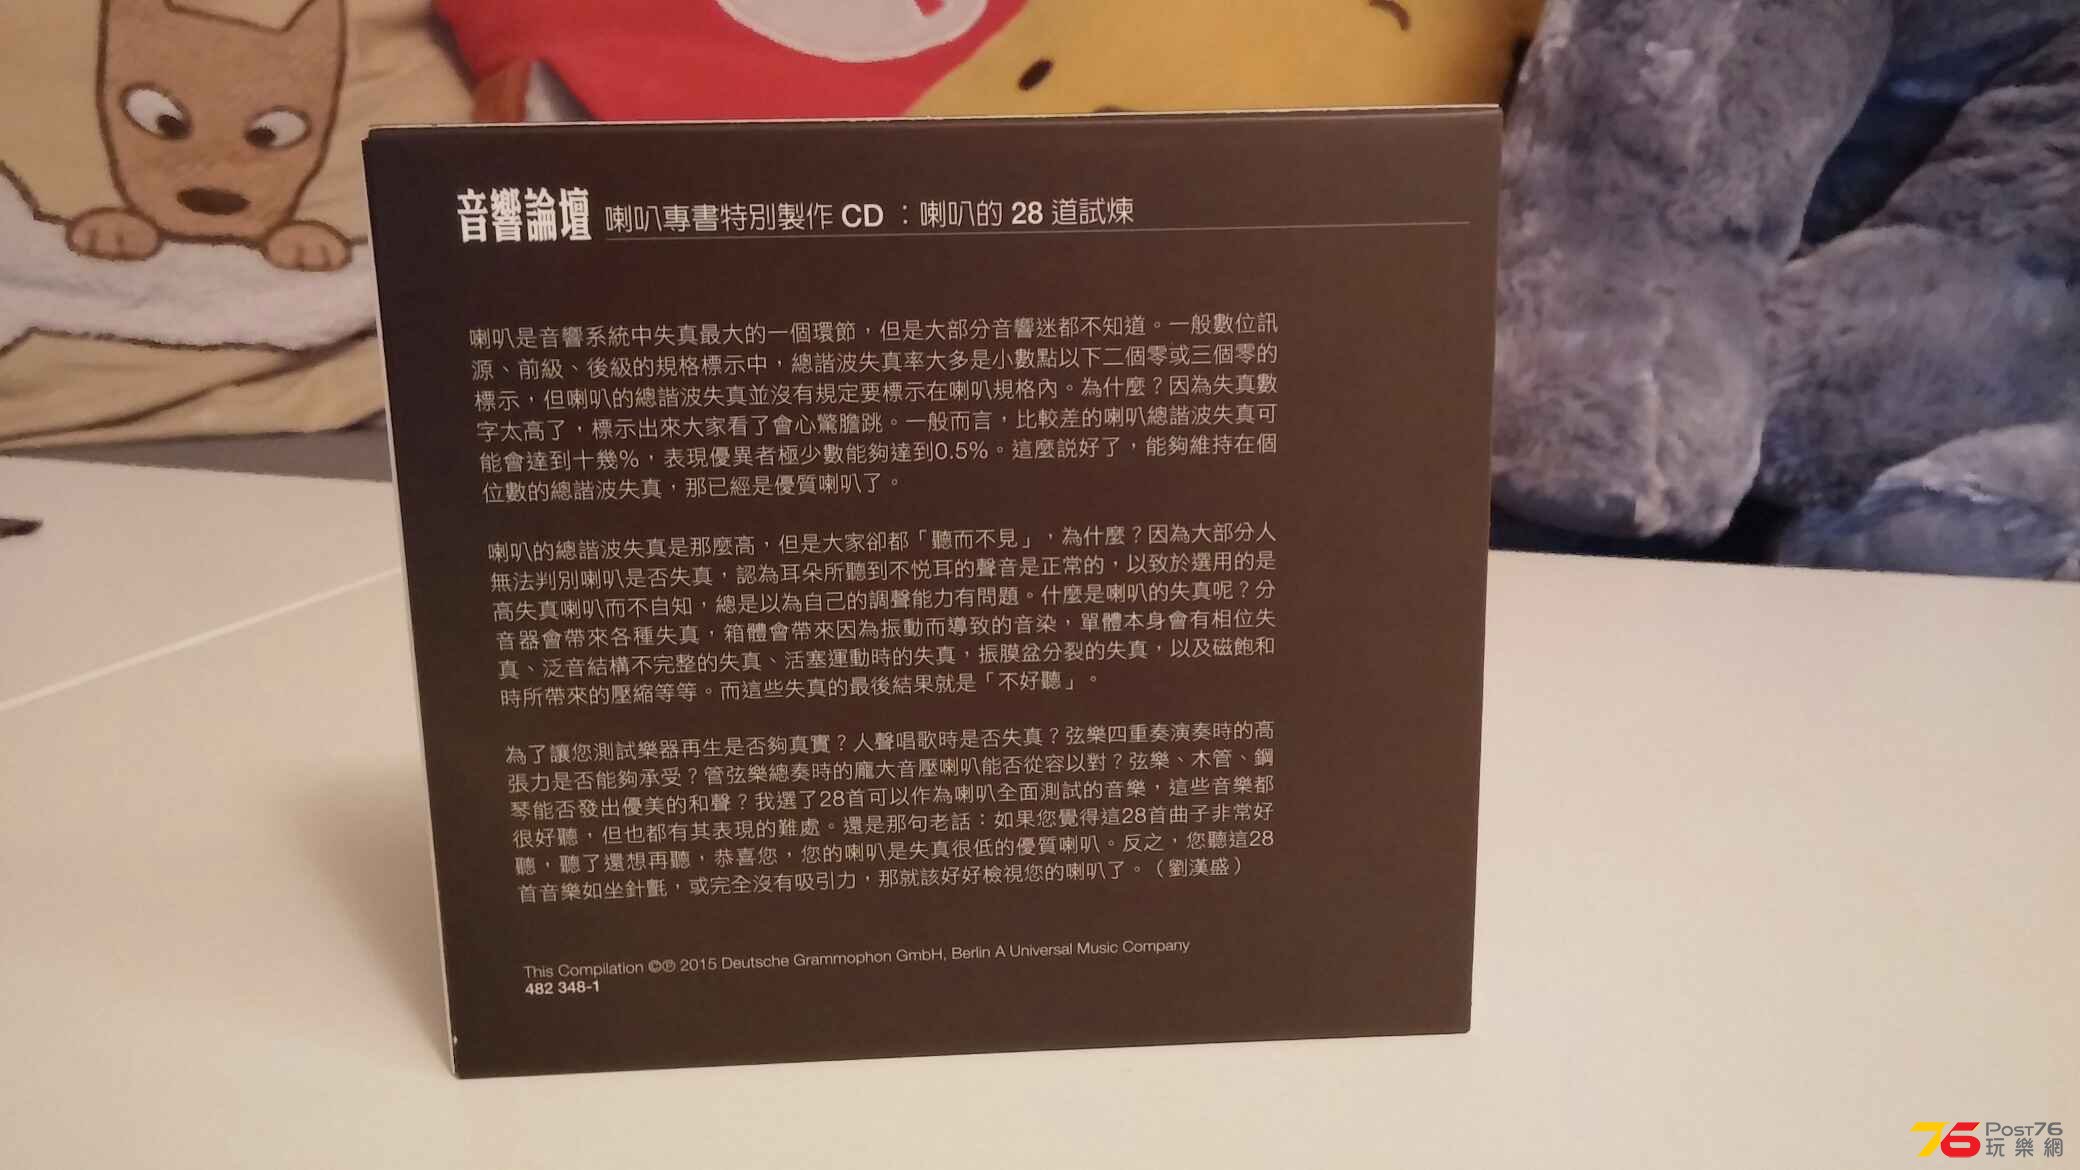 音響論壇 喇叭專書特別製作 CD ：喇叭的 28 道試煉
喇叭是音響系統中失真最大的一個環節，但是大部分音響迷都不知道。一般數位訊
源、前級、後級的規格標示中，總諧波失真率大多是小數點以下二個零或三個零的
標示，但喇叭的總諧波失真並沒有規定要標示在喇叭規格內。為什麼？因為失真數
字太高了，標示出來大家看了會心驚膽跳。一般而言，比較差的喇叭總諧波失真可
能會達到十幾%，表現優異者極少數能夠達到0.5%。這麼說好了，能夠維持在個
位數的總諧波失真，那已經是優質喇叭了。
喇叭的總諧波失真是那麼高，但是大家卻都「聽而不見」，為什麼？因為大部分人
無法判別喇叭是否失真，認為耳朵所聽到不悅耳的聲音是正常的，以致於選用的是
高失真喇叭而不自知，總是以為自己的調聲能力有問題。什麼是喇叭的失真呢？分
音器會帶來各種失真，箱體會帶來因為振動而導致的音染，單體本身會有相位失
真、泛音結構不完整的失真、活塞運動時的失真，振膜盆分裂的失真，以及磁飽和
時所帶來的壓縮等等。而這些失真的最後結果就是「不好聽」。
為了讓您測試樂器再生是否夠真實？人聲唱歌時是否失真？弦樂四重奏演奏時的高
張力是否能夠承受？管弦樂總奏時的龐大音壓喇叭能否從容以對？弦樂、木管、鋼
琴能否發出優美的和聲？我選了28首可以作為喇叭全面測試的音樂，這些音樂都
很好聽，但也都有其表現的難處。還是那句老話：如果您覺得這28首曲子非常好
聽，聽了還想再聽，恭喜您，您的喇叭是失真很低的優質喇叭。反之，您聽這28
首音樂如坐針氈，或完全沒有吸引力，那就該好好檢視您的喇叭了。（劉漢盛）
This Compilation ©℗ 2015 Deutsche Grammophon GmbH, Berlin A Universal Music Company
482 348-1
76 Post76
玩樂網